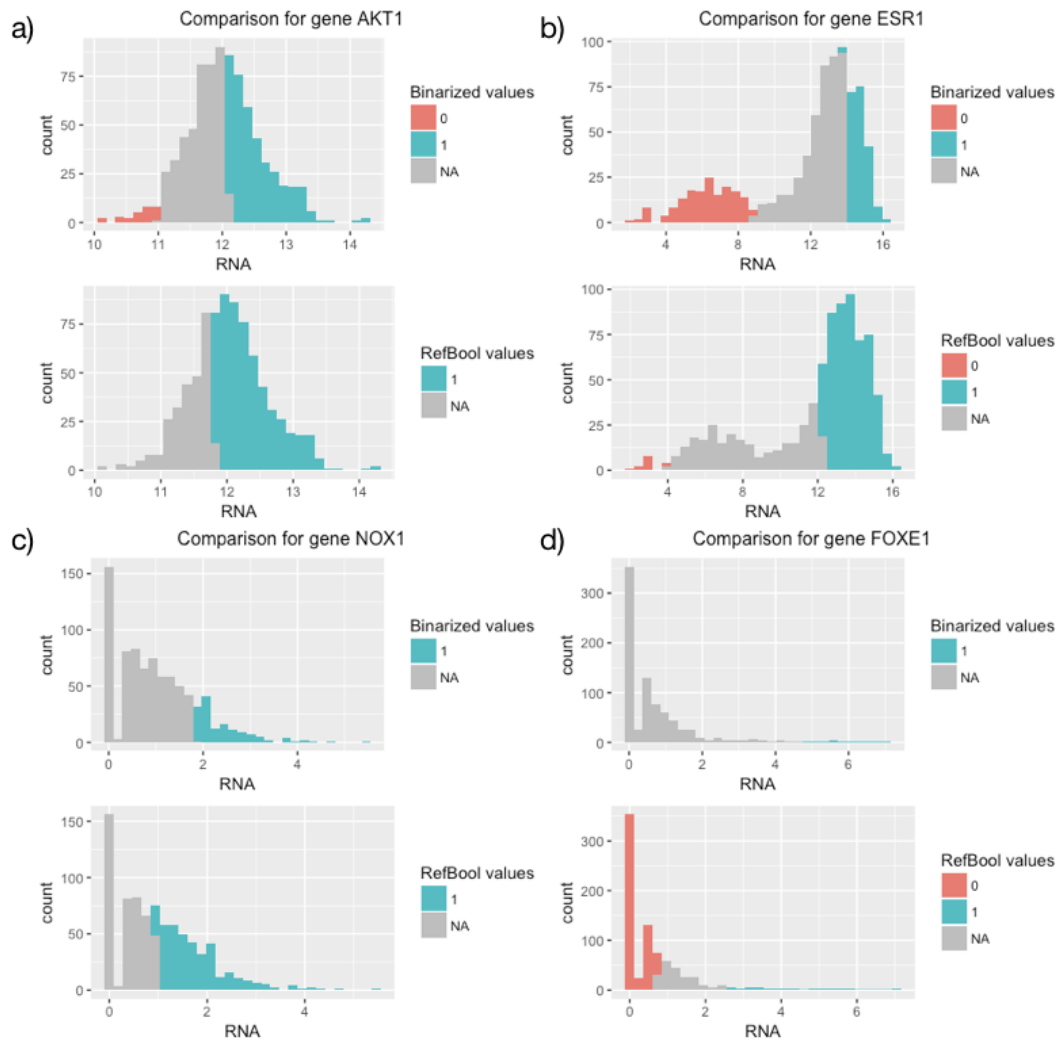 a)
Comparison for gene AKT1
75
50
25
0
count
10 11 12 13 14
RNA
Binarized values
0
1
NA
75
50
25
0
count
10 11 12 13 14
RNA
RefBool values
1
NA
b)
Comparison for gene ESR1
100
75
50
25
0
count
4 8 12 16
RNA
Binarized values
0
1
NA
100
75
50
25
0
count
4 8 12 16
RNA
RefBool values
0
1
NA
c)
Comparison for gene NOX1
150
100
50
0
count
0 2 4
RNA
Binarized values
1
NA
150
100
50
0
count
0 2 4
RNA
RefBool values
1
NA
d)
Comparison for gene FOXE1
300
200
100
0
count
0 2 4 6
RNA
Binarized values
1
NA
300
200
100
0
count
0 2 4 6
RNA
RefBool values
0
1
NA